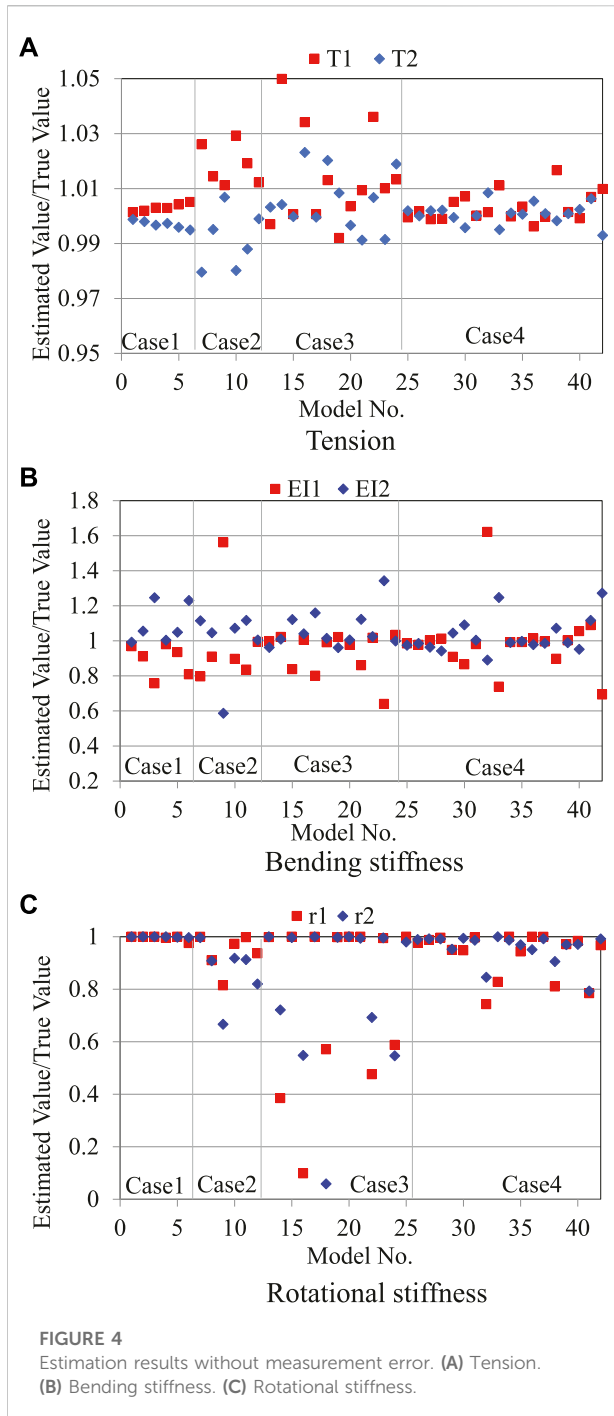 A
T1 T2
1.05
1.03
1.01
0.99
0.97
0.95
Estimated Value/True Value
Case1 Case2 Case3 Case4
0 5 10 15 20 25 30 35 40
Model No.
Tension
B
EI1 EI2
1.8
1.6
1.4
1.2
1
0.8
0.6
0.4
0.2
Estimated Value/True Value
Case1 Case2 Case3 Case4
0 5 10 15 20 25 30 35 40
Model No.
Bending stiffness
C
r1 r2
1
0.8
0.6
0.4
0.2
0
Estimated Value/True Value
Case1 Case2 Case3 Case4
0 5 10 15 20 25 30 35 40
Model No.
Rotational stiffness
FIGURE 4
Estimation results without measurement error. (A) Tension.
(B) Bending stiffness. (C) Rotational stiffness.